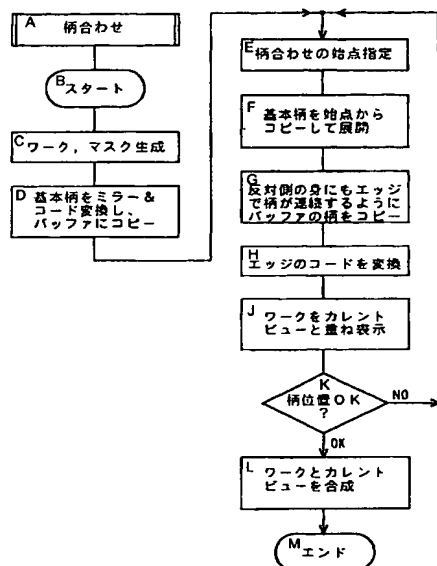 A 柄合わせ
B スタート
C ワーク，マスク生成
D 基本柄をミラー＆
コード変換し、
バッファにコピー
E 柄合わせの始点指定
F 基本柄を始点から
コピーして展開
G 反対側の身にもエッジ
で柄が連続するように
バッファの柄をコピー
H エッジのコードを変換
J ワークをカレント
ビューと重ね表示
K
柄位置OK
?
NO
OK
L ワークとカレント
ビューを合成
M エンド